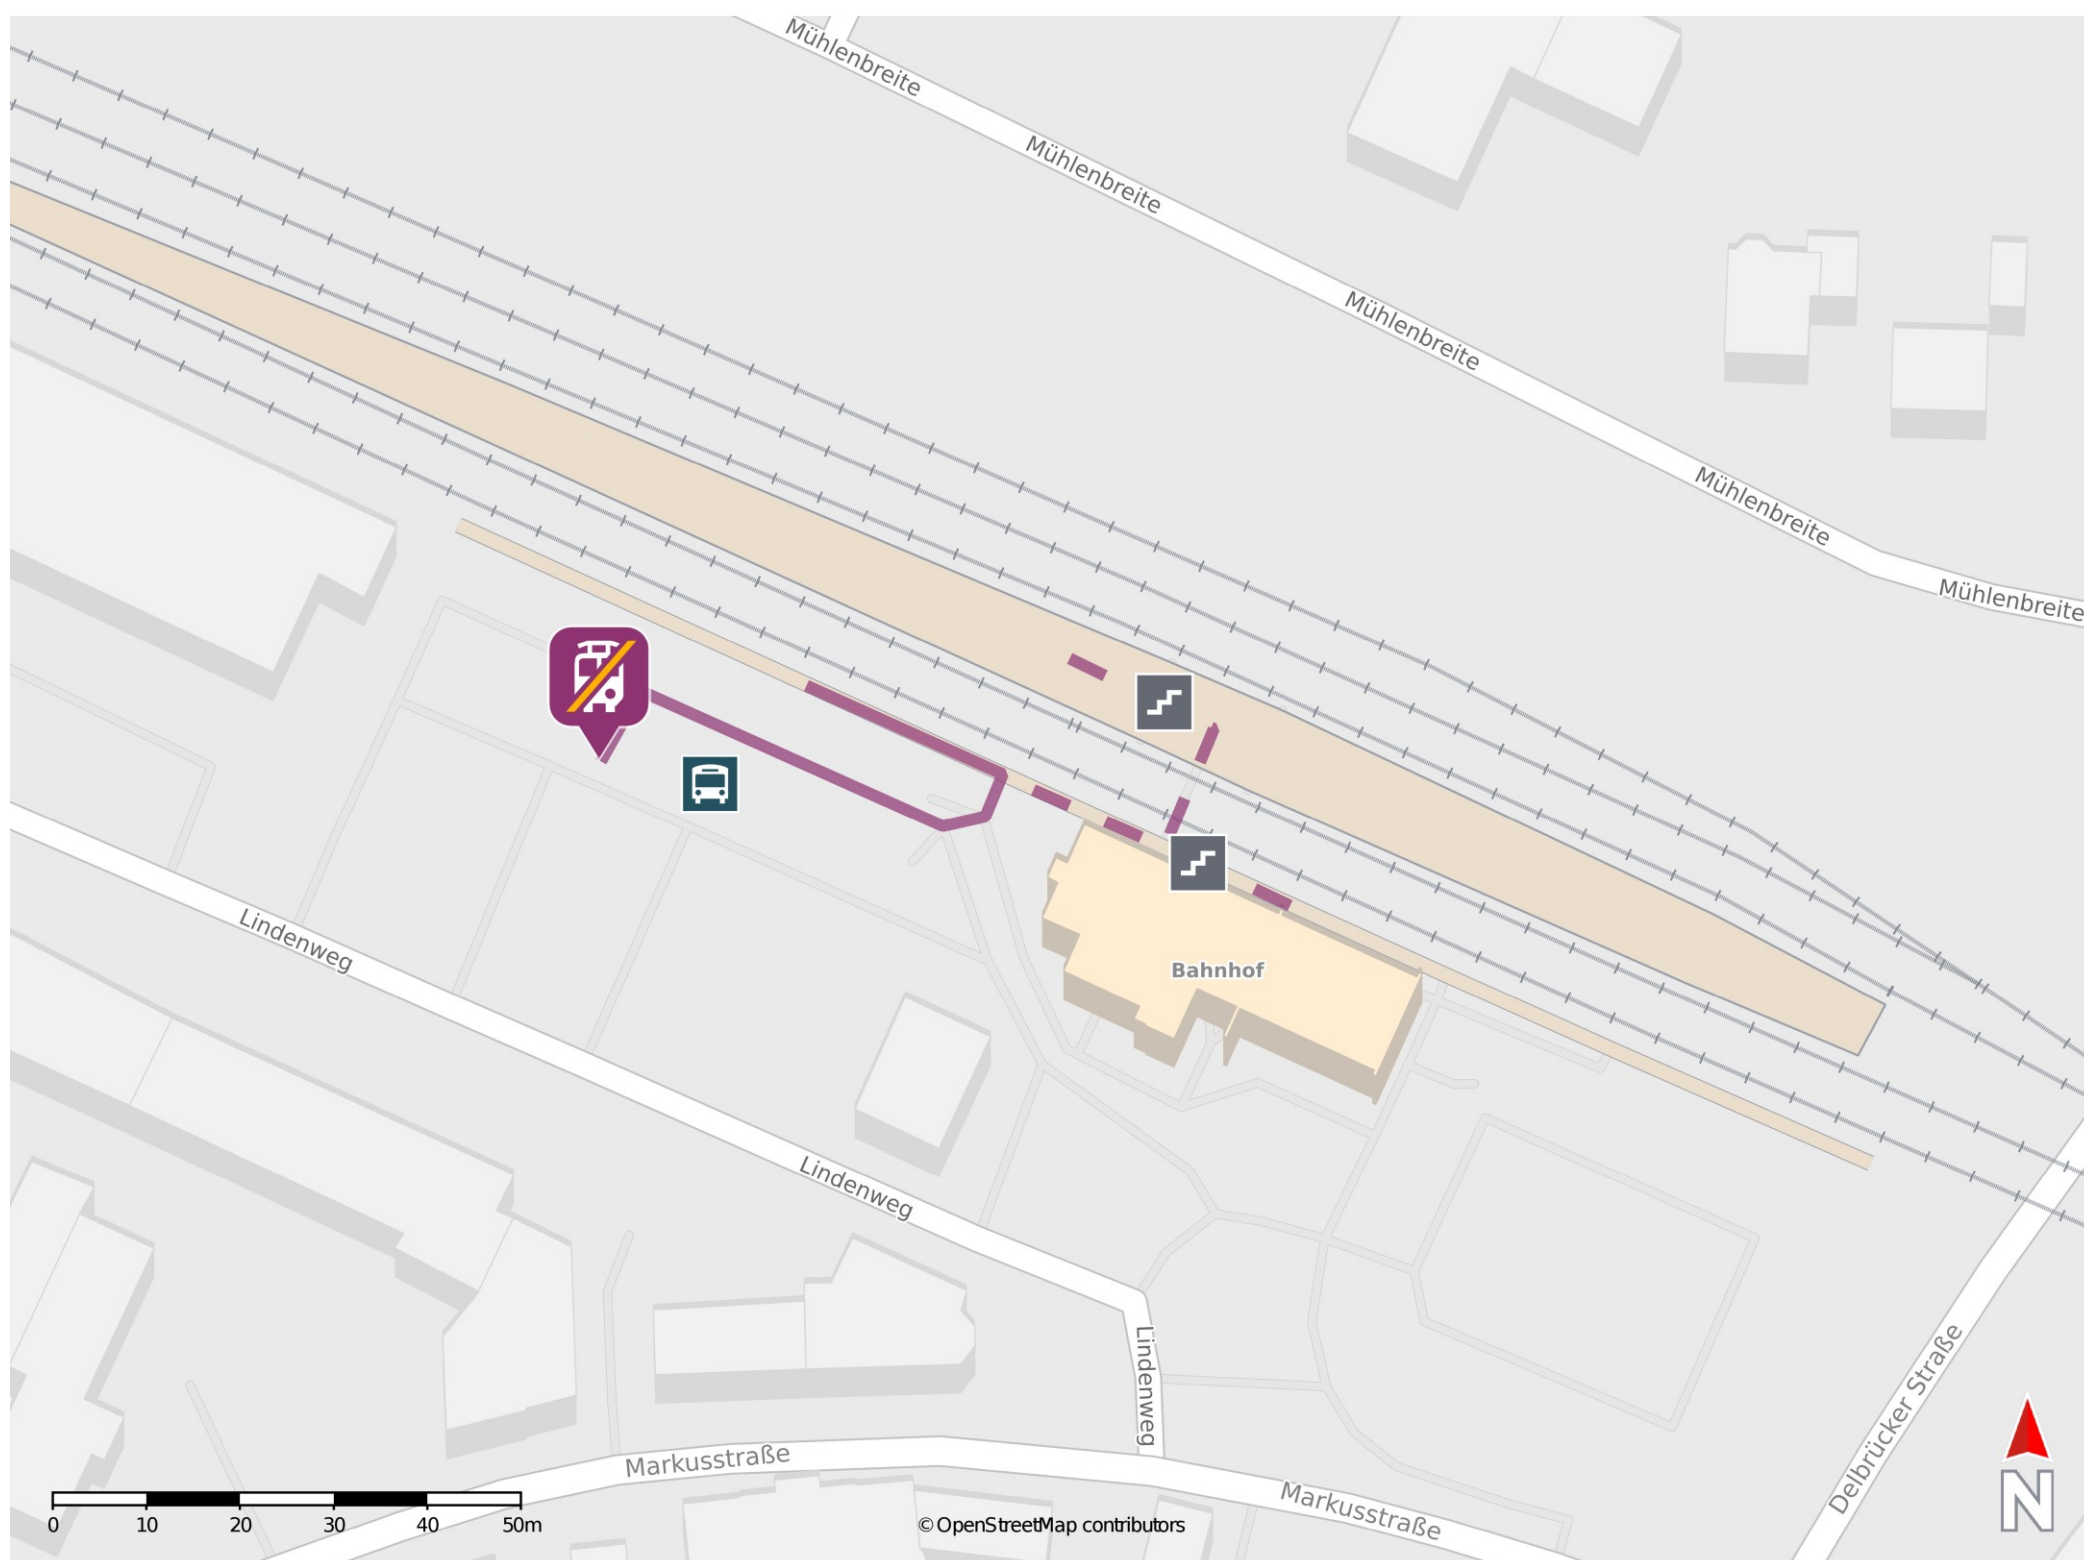 Mühlenbreite
Mühlenbreite
Mühlenbreite
Mühlenbreite
Mühlenbreite
Lindenweg
Bahnhof
Lindenweg
Lindenweg
Delbrücker Straße
Markusstraße
Markusstraße
N
0 10 20 30 40 50m
© OpenStreetMap contributors